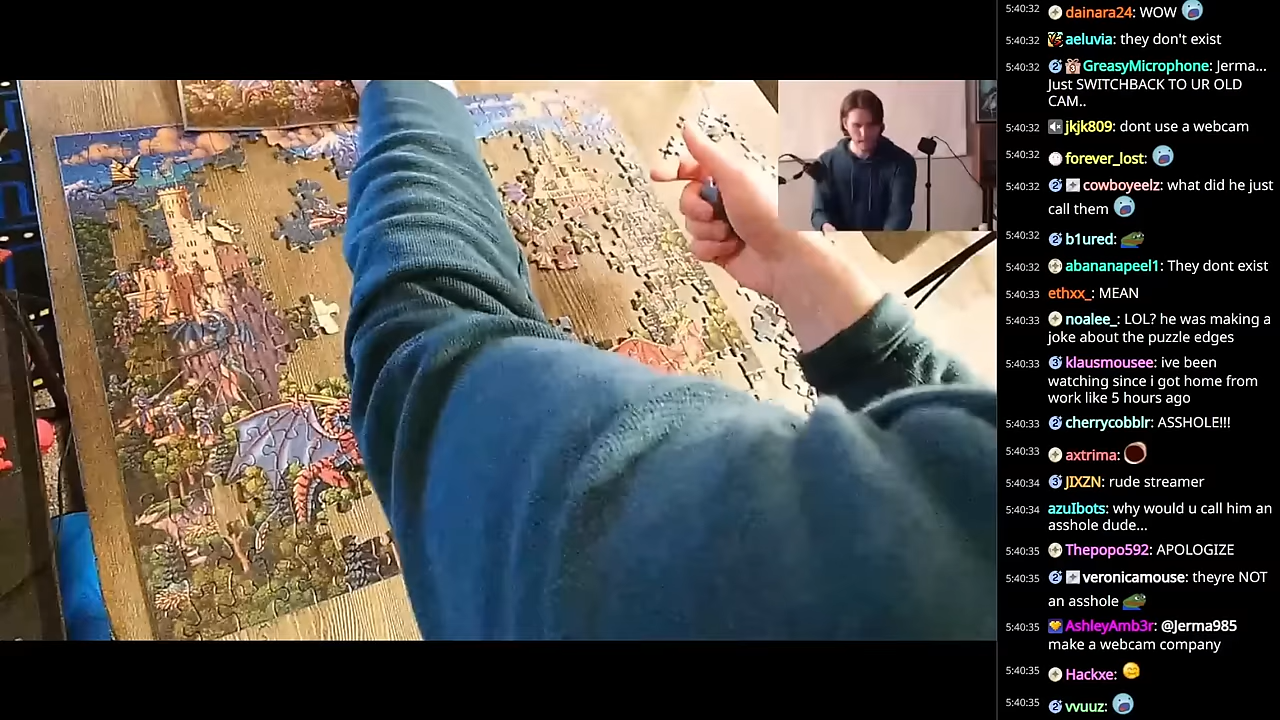 5:40:32 dainara24: WOW
5:40:32 aeluvia: they don't exist
5:40:32 GreasyMicrophone: Jerma...
Just SWITCHBACK TO UR OLD
CAM..
5:40:32 jkjk809: dont use a webcam
5:40:32 forever_lost:
5:40:32 cowboyeelz: what did he just
call them
5:40:32 b1ured:
5:40:32 abananapeel1: They dont exist
5:40:33 ethxx_: MEAN
5:40:33 noalee_: LOL? he was making a
joke about the puzzle edges
5:40:33 klausmousee: ive been
watching since i got home from
work like 5 hours ago
5:40:33 cherrycobblr: ASSHOLE!!!
5:40:33 axtrima:
5:40:34 JIXZN: rude streamer
5:40:34 azuIbots: why would u call him an
asshole dude...
5:40:35 Thepopo592: APOLOGIZE
5:40:35 veronicamouse: theyre NOT
an asshole
5:40:35 AshleyAmb3r: @Jerma985
make a webcam company
5:40:35 Hackxe:
5:40:35 vvuuz: